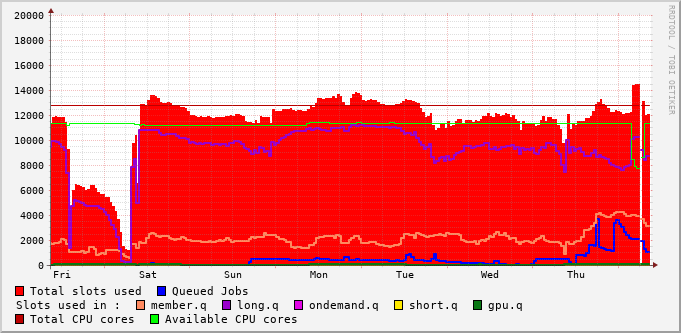 20000
18000
16000
14000
12000
10000
8000
6000
4000
2000
0
Fri Sat Sun Mon Tue Wed Thu
RRDTOOL / TOBI OETIKER
Total slots used Queued Jobs
Slots used in : member.q long.q ondemand.q short.q gpu.q
Total CPU cores Available CPU cores